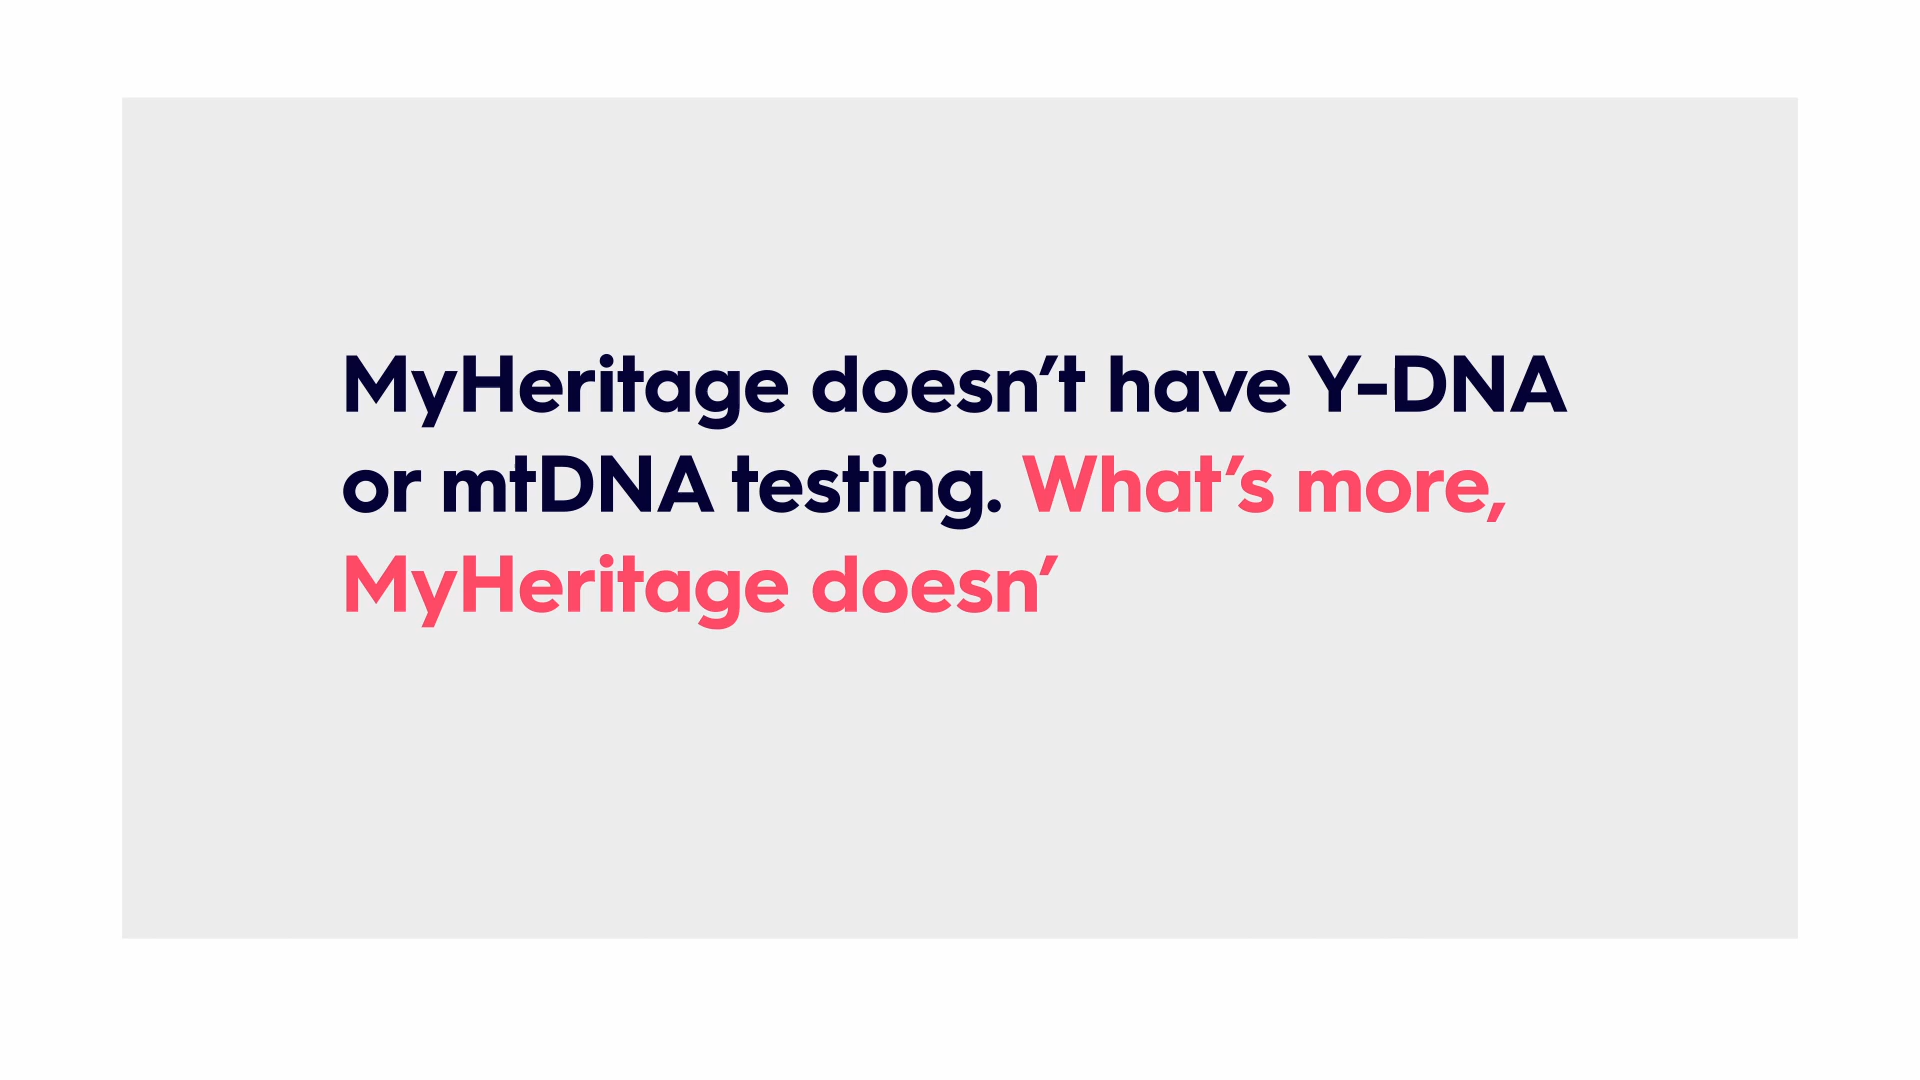 MyHeritage doesn’t have Y-DNA
or mtDNA testing. What’s more,
MyHeritage doesn’